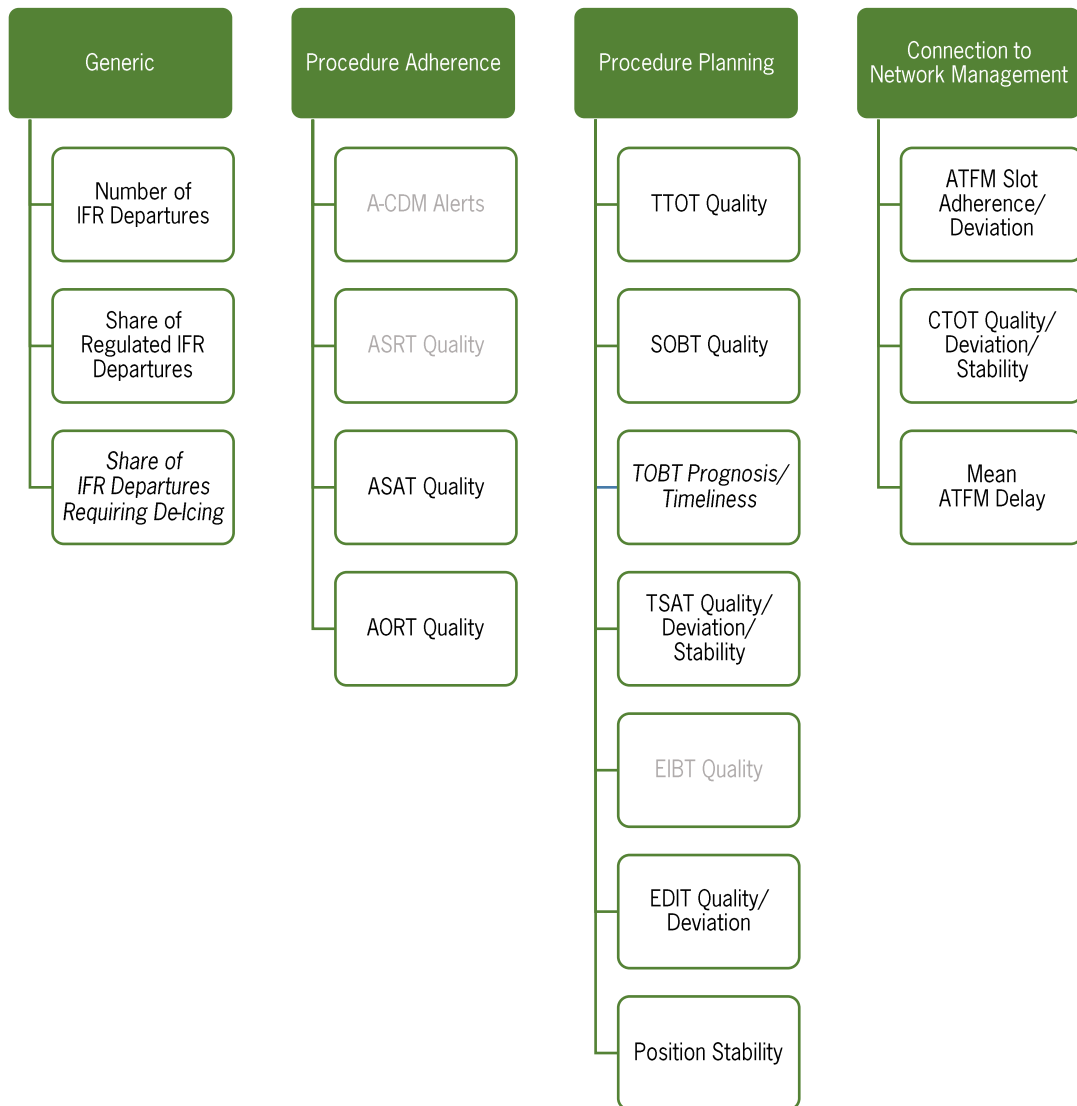 Generic
Number of
IFR Departures
Share of
Regulated IFR
Departures
Share of
IFR Departures
Requiring De-Icing
Procedure Adherence
A-CDM Alerts
ASRT Quality
ASAT Quality
AORT Quality
Procedure Planning
TTOT Quality
SOBT Quality
TOBT Prognosis/
Timeliness
TSAT Quality/
Deviation/
Stability
EIBT Quality
EDIT Quality/
Deviation
Position Stability
Connection to
Network Management
ATFM Slot
Adherence/
Deviation
CTOT Quality/
Deviation/
Stability
Mean
ATFM Delay